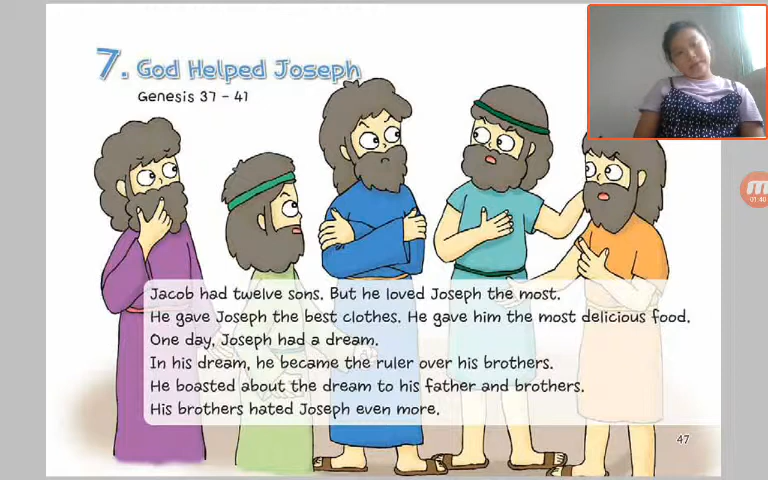 7. God Helped Joseph
Genesis 37 - 41
Jacob had twelve sons. But he loved Joseph the most.
He gave Joseph the best clothes. He gave him the most delicious food.
One day, Joseph had a dream.
In his dream, he became the ruler over his brothers.
He boasted about the dream to his father and brothers.
His brothers hated Joseph even more.
47
M
01:40